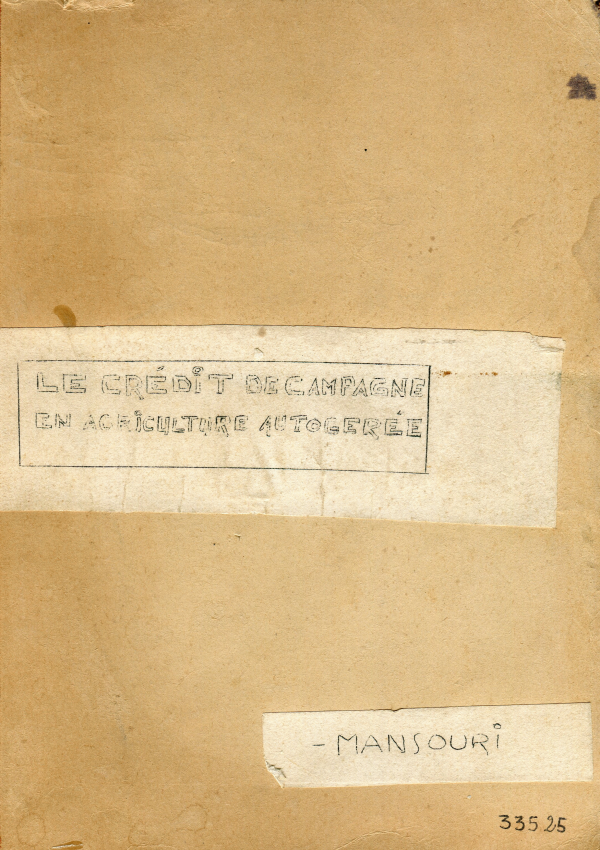 LE CRÉDIT DE CAMPAGNE
EN AGRICULTURE AUTOGERÉE
- MANSOURI
335.25